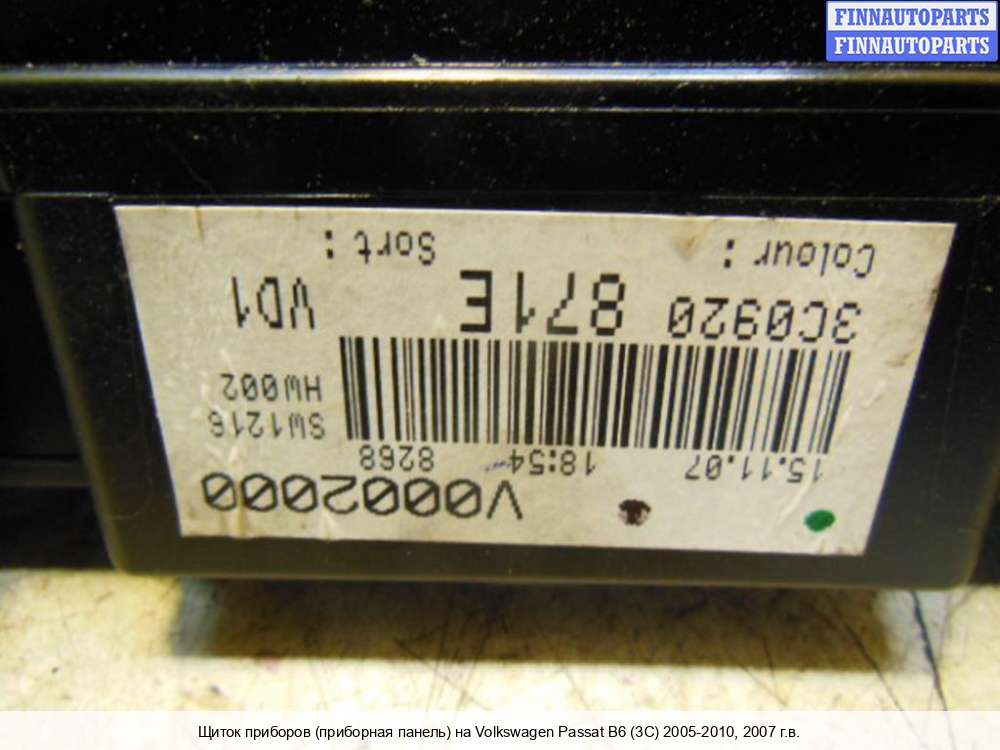 FINNAUTOPARTS
FINNAUTOPARTS
V0002000
15.11.07 18:54 8268
SW1216
HW002
3C0920 871E VD1
Colour : Sort :
Щиток приборов (приборная панель) на Volkswagen Passat B6 (3C) 2005-2010, 2007 г.в.